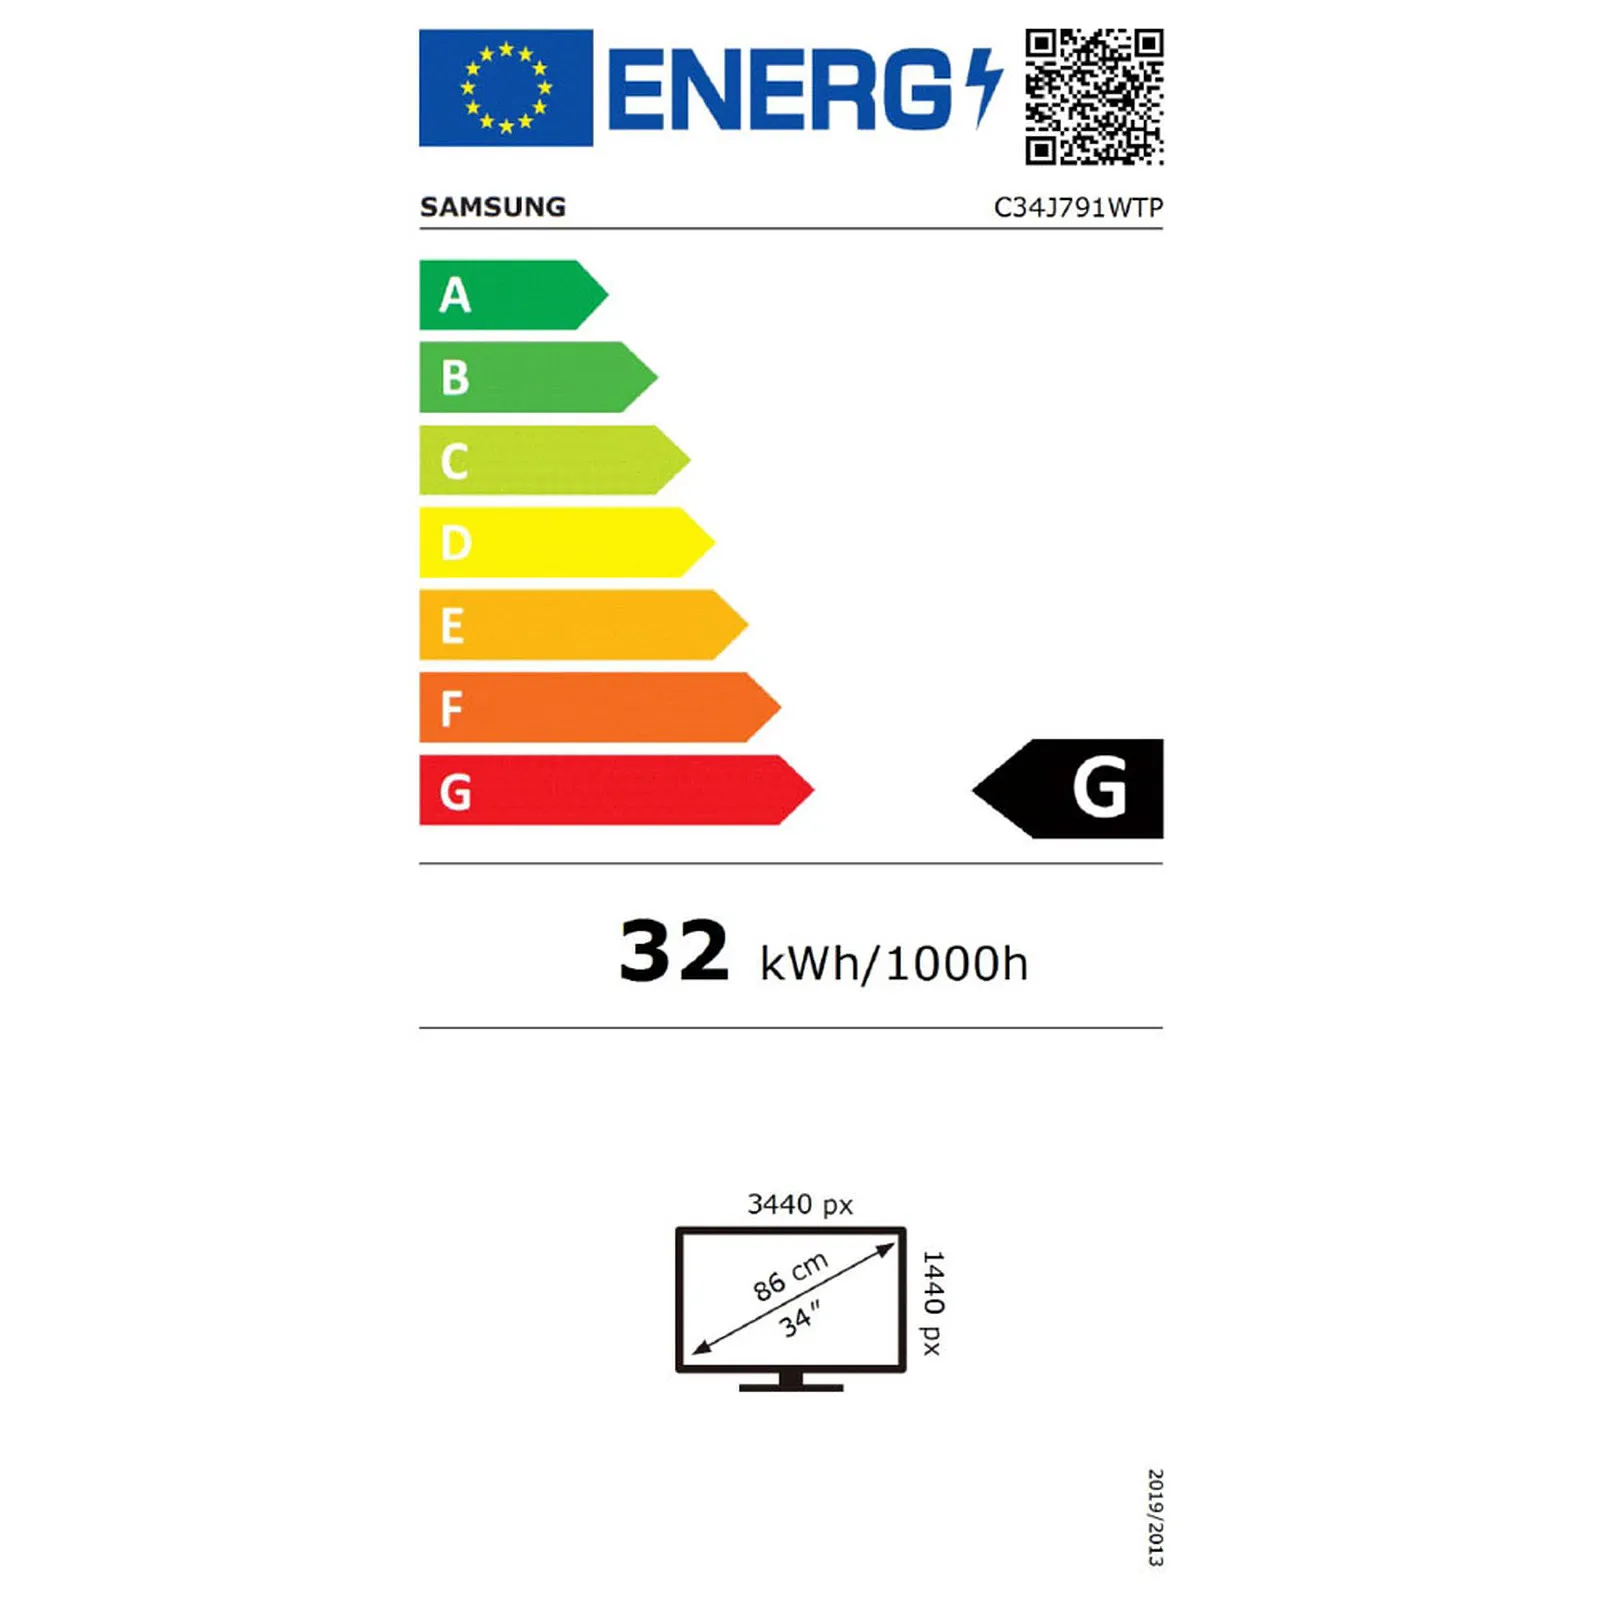 ENERG
SAMSUNG
C34J791WTP
A
B
C
D
E
F
G
G
32 kWh/1000h
3440 px
86 cm
34"
1440 px
2019/2013